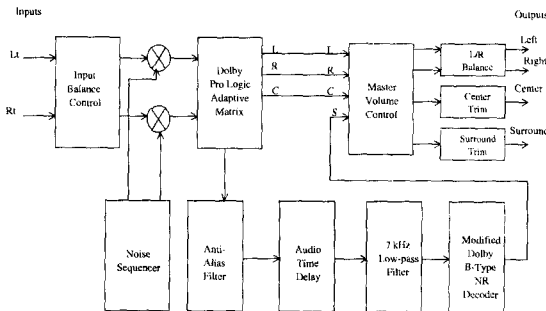 Inputs
Outputs
Lt
Rt
Input
Balance
Control
Dolby
Pro Logic
Adaptive
Matrix
L
R
C
L
R
C
S
Master
Volume
Control
L/R
Balance
Center
Trim
Surround
Trim
Left
Right
Center
Surround
Noise
Sequencer
Anti-
Alias
Filter
Audio
Time
Delay
7 kHz
Low-pass
Filter
Modified
Dolby
B-Type
NR
Decoder